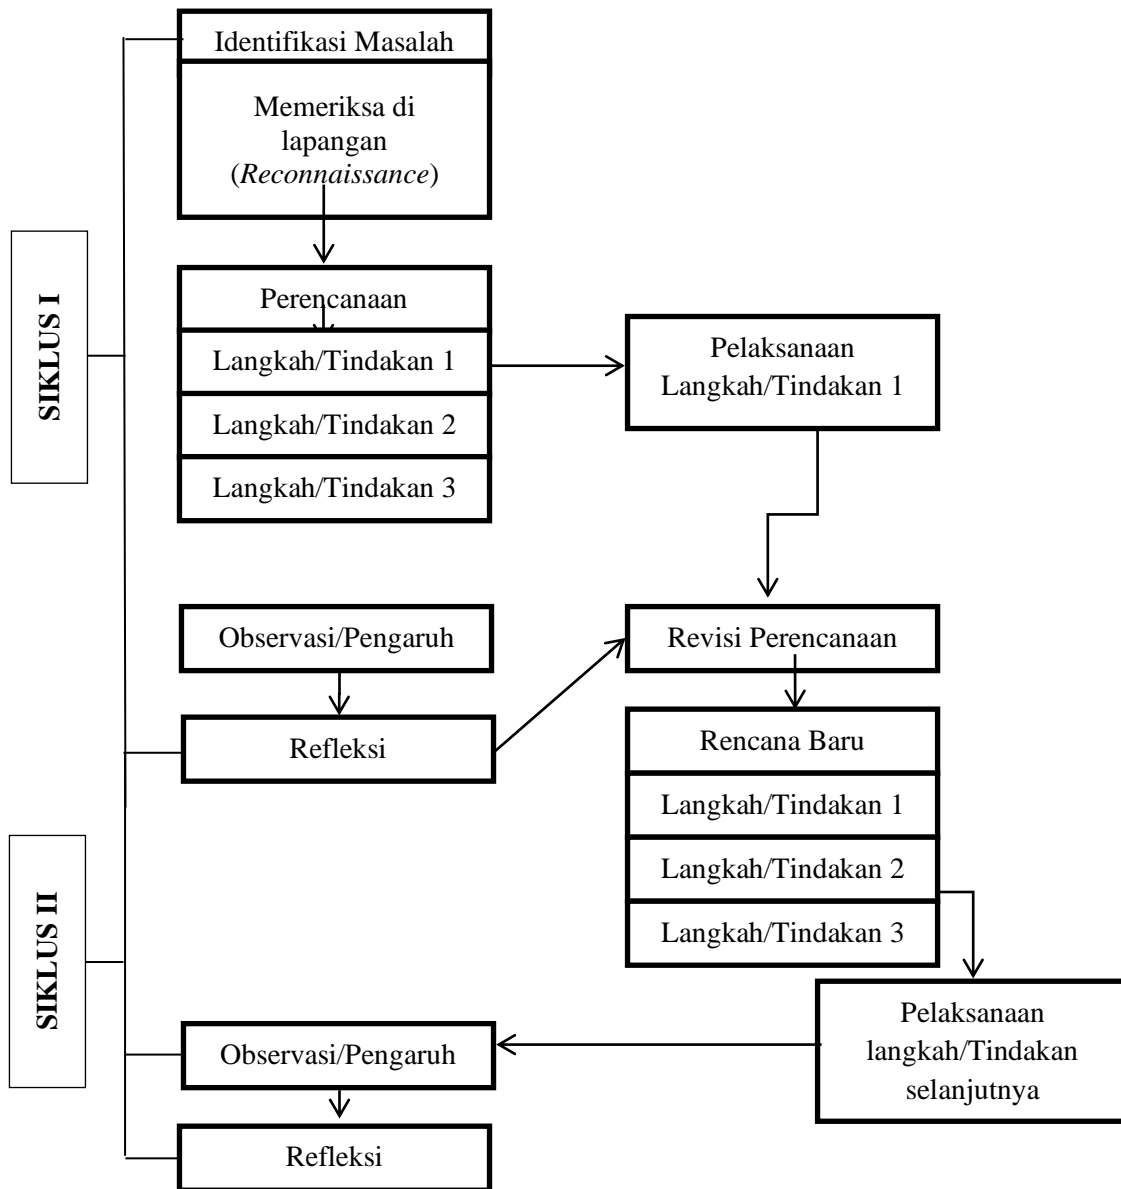 Identifikasi Masalah
Memeriksa di
lapangan
(Reconnaissance)
SIKLUS I
Perencanaan
Langkah/Tindakan 1
Langkah/Tindakan 2
Langkah/Tindakan 3
Pelaksanaan
Langkah/Tindakan 1
Observasi/Pengaruh
Refleksi
Revisi Perencanaan
Rencana Baru
Langkah/Tindakan 1
Langkah/Tindakan 2
Langkah/Tindakan 3
SIKLUS II
Pelaksanaan
langkah/Tindakan
selanjutnya
Observasi/Pengaruh
Refleksi